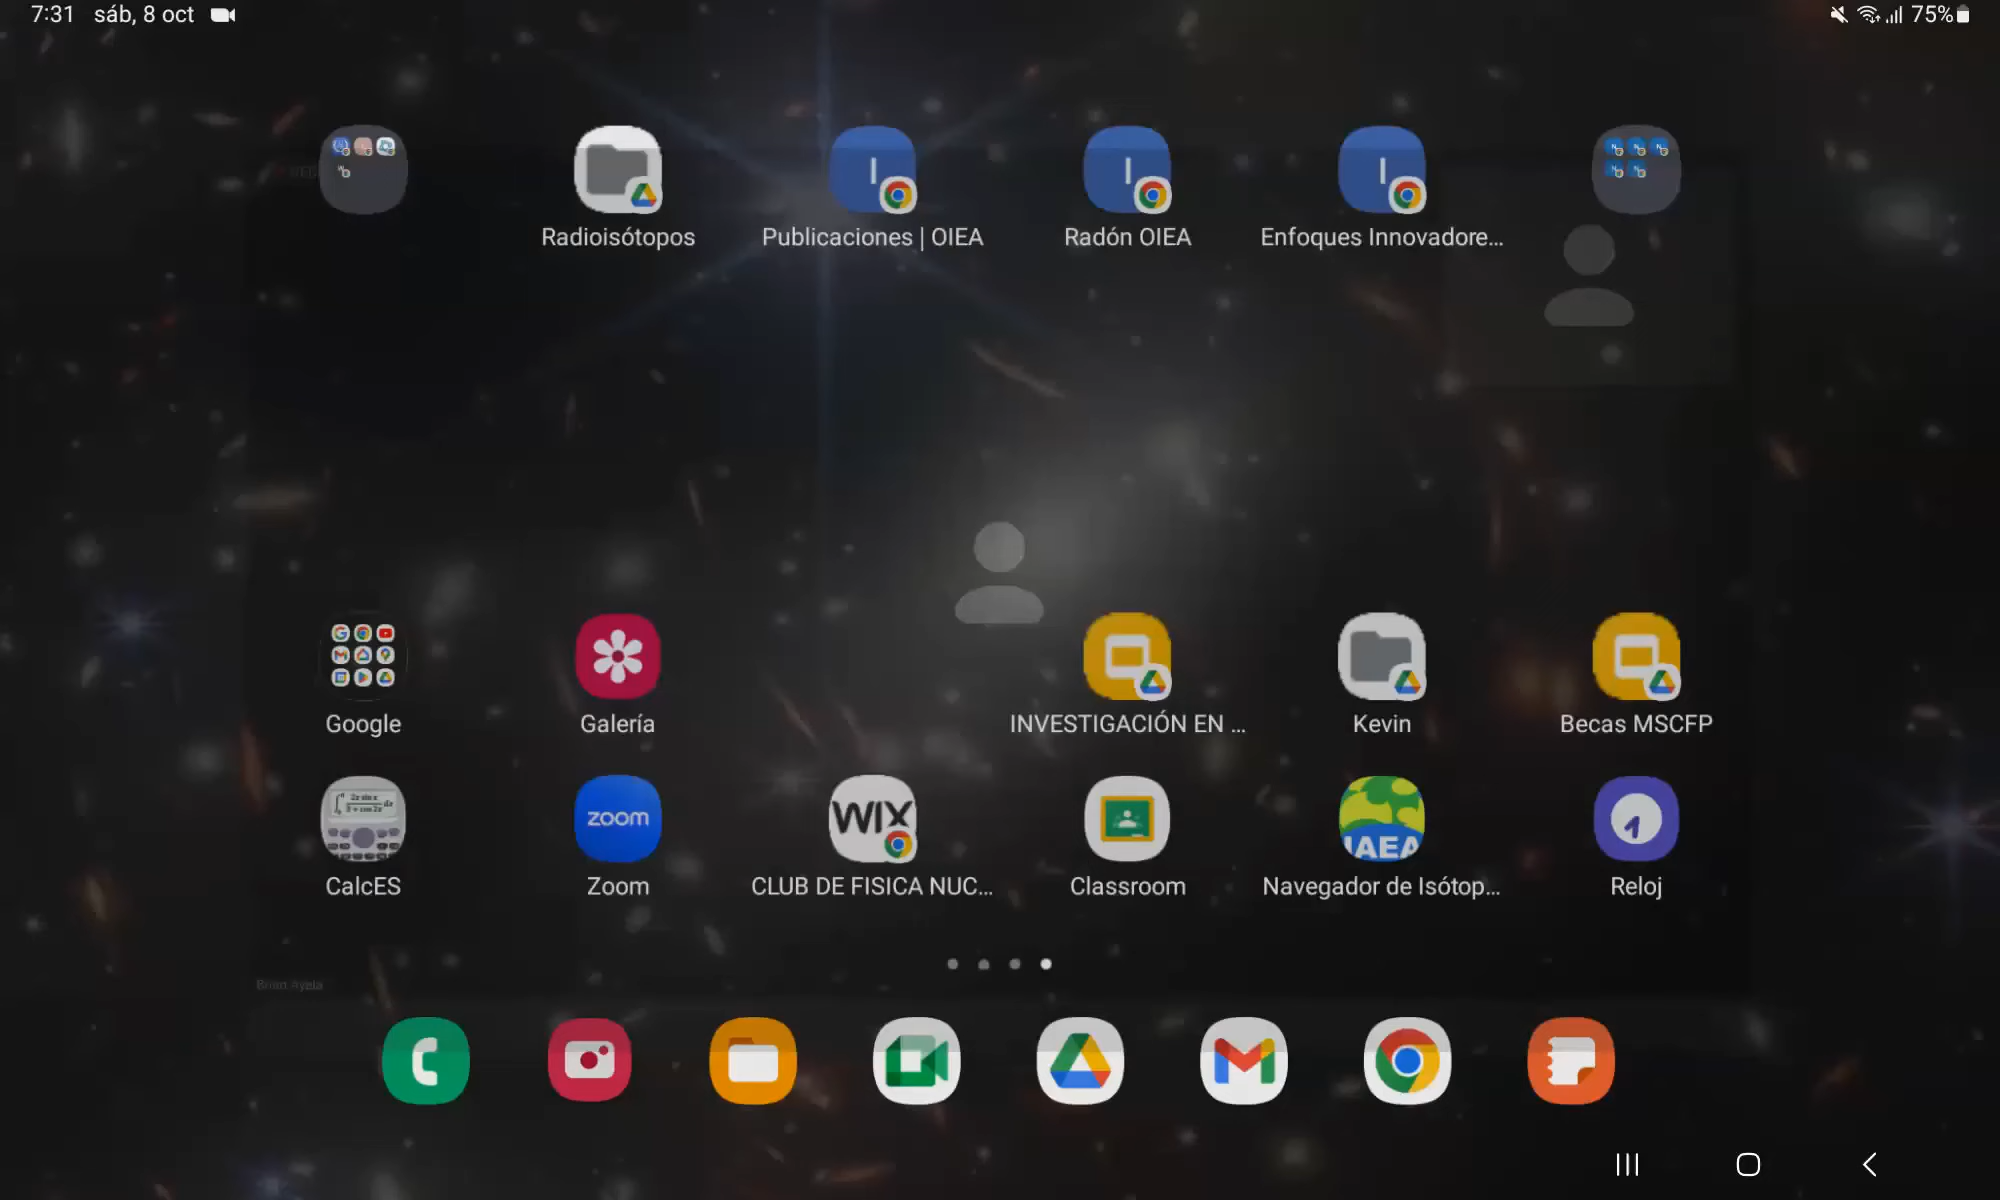 7:31 sáb, 8 oct
75%
Radioisótopos
Publicaciones | OIEA
Radón OIEA
Enfoques Innovadore...
Google
Galería
INVESTIGACIÓN EN ...
Kevin
Becas MSCFP
zoom
WIX
IAEA
CalcES
Zoom
CLUB DE FISICA NUC...
Classroom
Navegador de Isótop...
Reloj